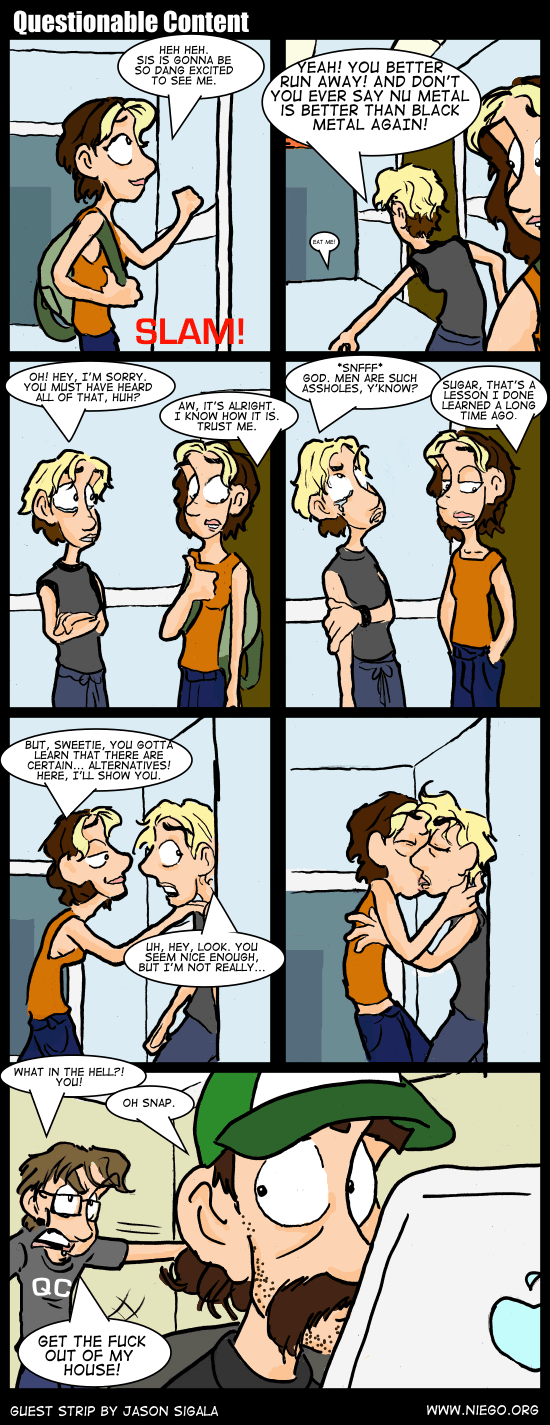 Questionable Content
HEH HEH.
SIS IS GONNA BE
SO DANG EXCITED
TO SEE ME.
SLAM!
YEAH! YOU BETTER
RUN AWAY! AND DON'T
YOU EVER SAY NU METAL
IS BETTER THAN BLACK
METAL AGAIN!
EAT ME!
OH! HEY, I'M SORRY.
YOU MUST HAVE HEARD
ALL OF THAT, HUH?
AW, IT'S ALRIGHT.
I KNOW HOW IT IS.
TRUST ME.
*SNFFF*
GOD. MEN ARE SUCH
ASSHOLES, Y'KNOW?
SUGAR, THAT'S A
LESSON I DONE
LEARNED A LONG
TIME AGO.
BUT, SWEETIE, YOU GOTTA
LEARN THAT THERE ARE
CERTAIN... ALTERNATIVES!
HERE, I'LL SHOW YOU.
UH, HEY, LOOK. YOU
SEEM NICE ENOUGH,
BUT I'M NOT REALLY...
WHAT IN THE HELL?!
YOU!
OH SNAP.
QC
GET THE FUCK
OUT OF MY
HOUSE!
GUEST STRIP BY JASON SIGALA
WWW.NIEGO.ORG